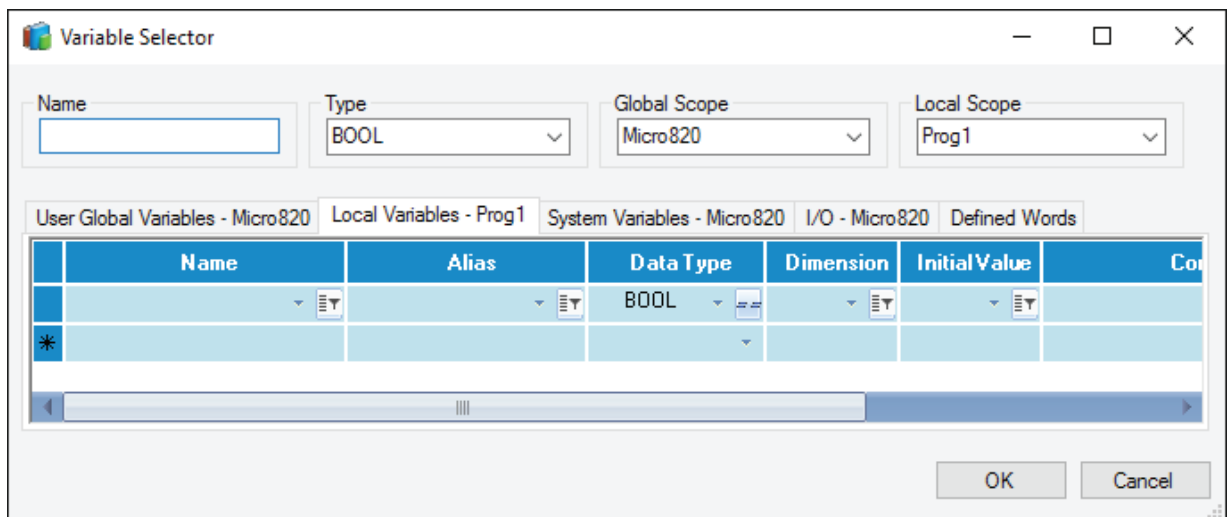 Variable Selector
Name Type Global Scope Local Scope
BOOL Micro820 Prog1
User Global Variables - Micro820 Local Variables - Prog1 System Variables - Micro820 I/O - Micro820 Defined Words
Name Alias Data Type Dimension Initial Value Co
BOOL
*
OK Cancel